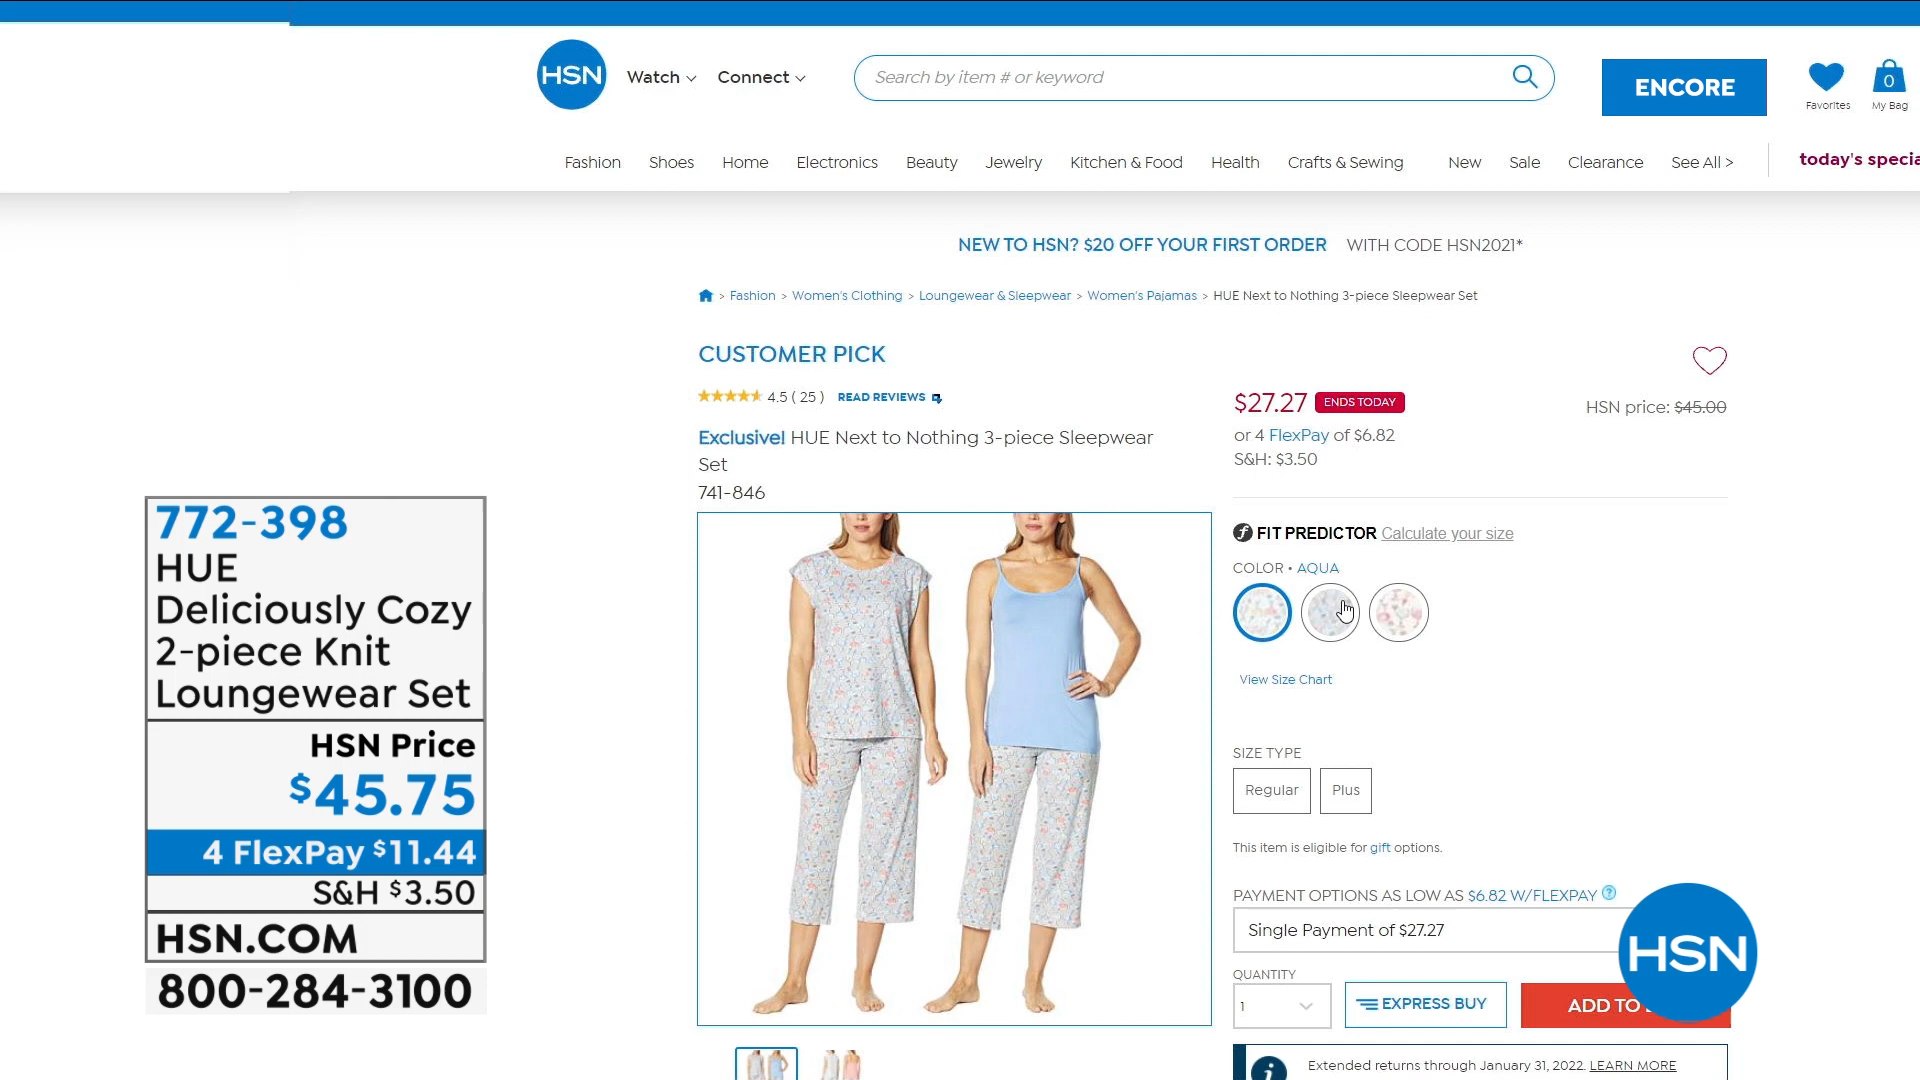 HSN
Watch
Connect
Search by item # or keyword
ENCORE
Favorites
0
My Bag
Fashion Shoes Home Electronics Beauty Jewelry Kitchen & Food Health Crafts & Sewing New Sale Clearance See All >
today's specia
NEW TO HSN? $20 OFF YOUR FIRST ORDER WITH CODE HSN2021*
> Fashion > Women's Clothing > Loungewear & Sleepwear > Women's Pajamas > HUE Next to Nothing 3-piece Sleepwear Set
CUSTOMER PICK
4.5 ( 25 ) READ REVIEWS
Exclusive! HUE Next to Nothing 3-piece Sleepwear
Set
741-846
$27.27 ENDS TODAY
HSN price: $45.00
or 4 FlexPay of $6.82
S&H: $3.50
FIT PREDICTOR Calculate your size
COLOR • AQUA
View Size Chart
SIZE TYPE
Regular
Plus
This item is eligible for gift options.
PAYMENT OPTIONS AS LOW AS $6.82 W/FLEXPAY ?
Single Payment of $27.27
QUANTITY
1
EXPRESS BUY
ADD TO
HSN
Extended returns through January 31, 2022. LEARN MORE
772-398
HUE
Deliciously Cozy
2-piece Knit
Loungewear Set
HSN Price
$45.75
4 FlexPay $11.44
S&H $3.50
HSN.COM
800-284-3100